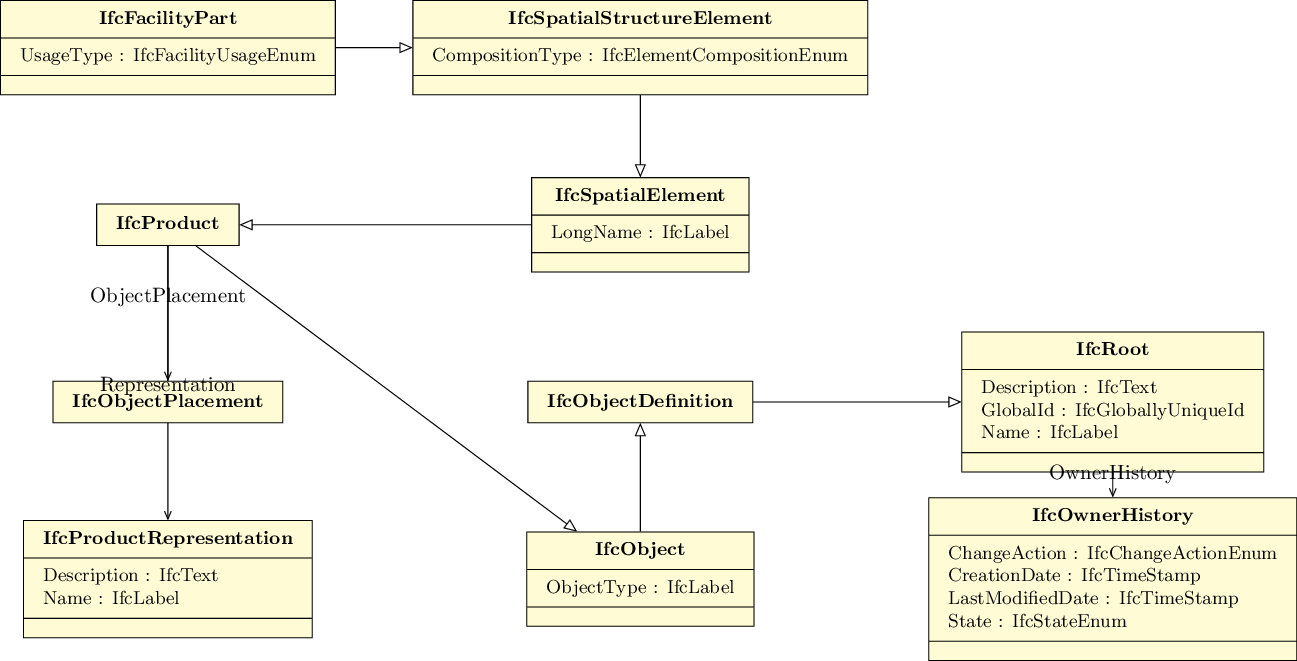 IfcFacilityPart
UsageType : IfcFacilityUsageEnum
IfcSpatialStructureElement
CompositionType : IfcElementCompositionEnum
IfcSpatialElement
LongName : IfcLabel
IfcProduct
ObjectPlacement
Representation
IfcObjectPlacement
IfcObjectDefinition
IfcRoot
Description : IfcText
GlobalId : IfcGloballyUniqueId
Name : IfcLabel
OwnerHistory
IfcOwnerHistory
ChangeAction : IfcChangeActionEnum
CreationDate : IfcTimeStamp
LastModifiedDate : IfcTimeStamp
State : IfcStateEnum
IfcProductRepresentation
Description : IfcText
Name : IfcLabel
IfcObject
ObjectType : IfcLabel